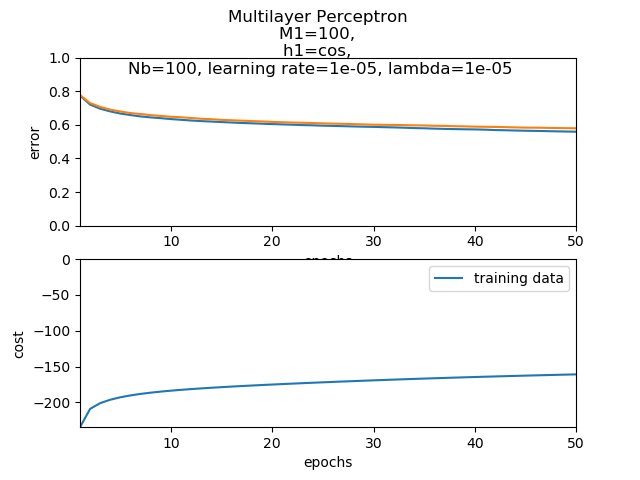 Multilayer Perceptron
M1=100,
h1=cos,
Nb=100, learning rate=1e-05, lambda=1e-05
1.0
0.8
0.6
0.4
0.2
0.0
error
10
20
30
40
50
epochs
0
−50
−100
−150
−200
cost
training data
10
20
30
40
50
epochs